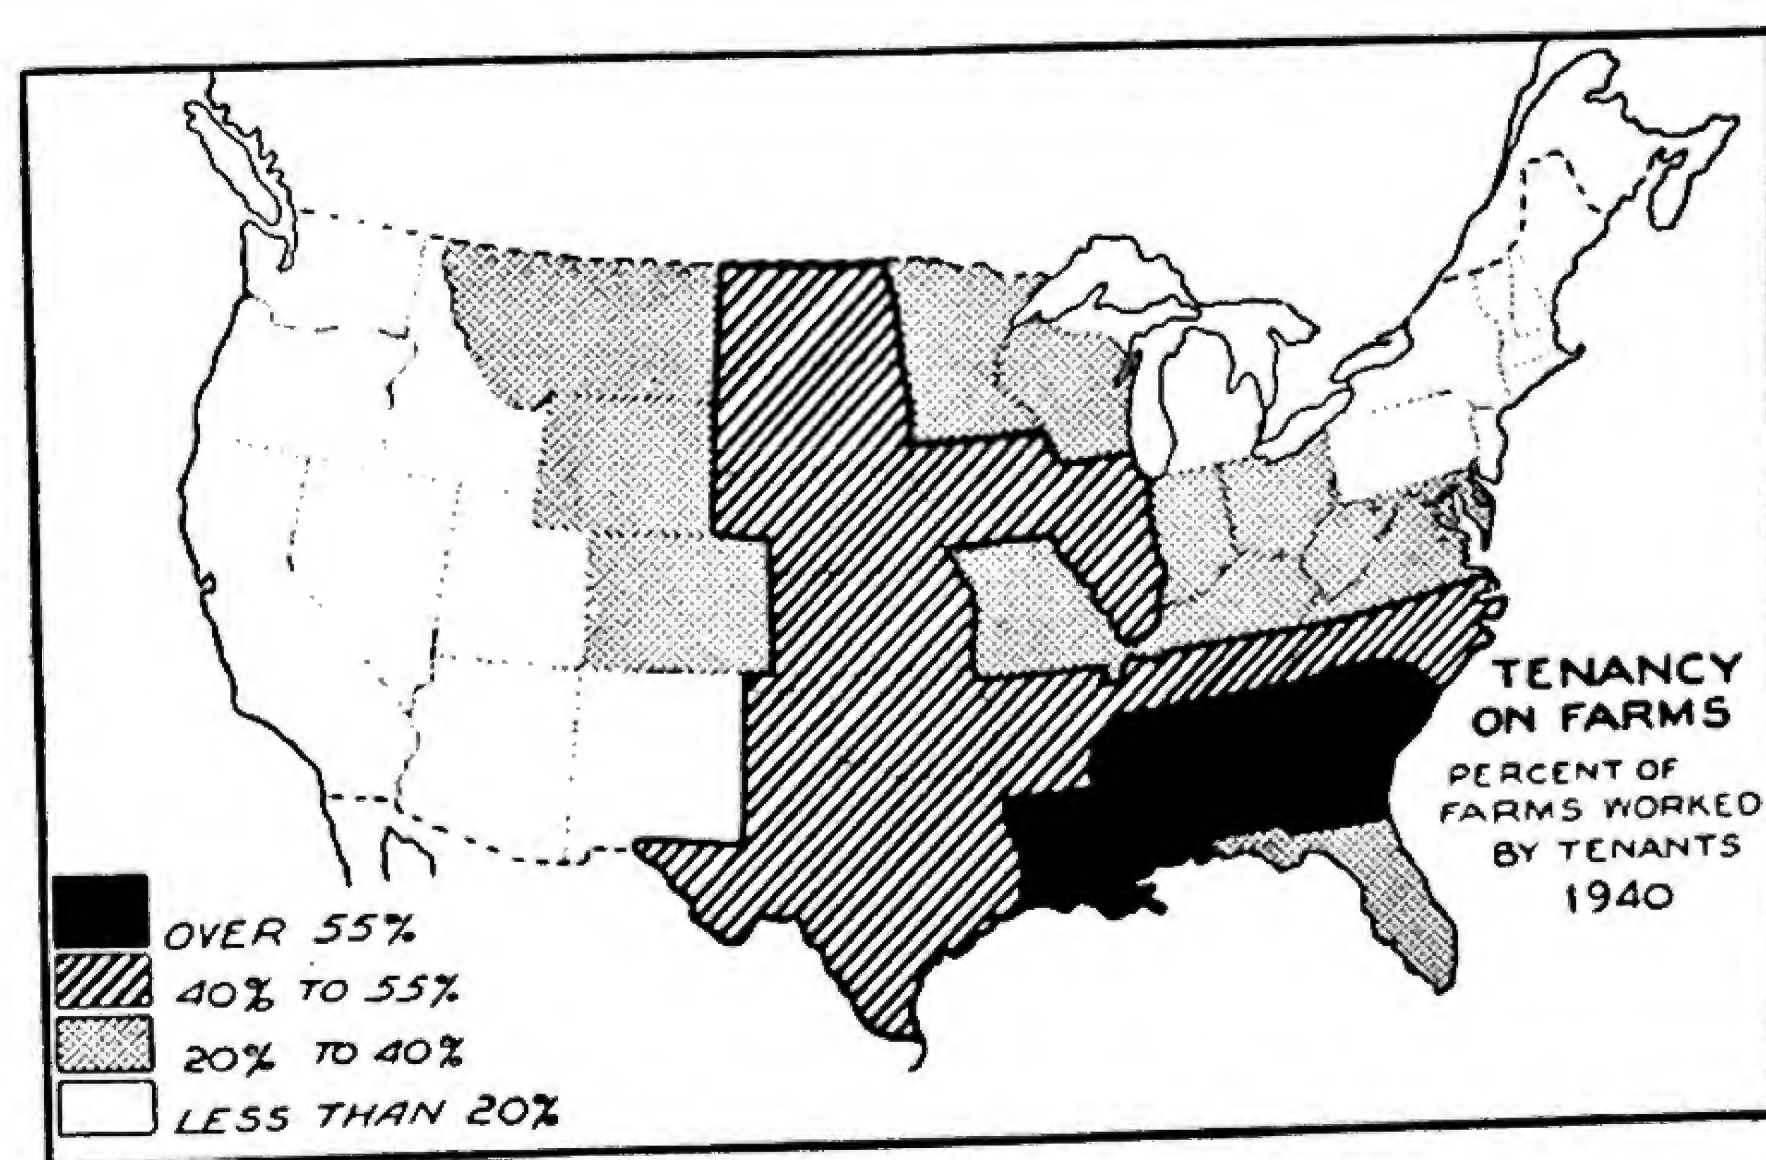 TENANCY
ON FARMS
PERCENT OF
FARMS WORKED
BY TENANTS
1940
OVER 55%
40% TO 55%
20% TO 40%
LESS THAN 20%